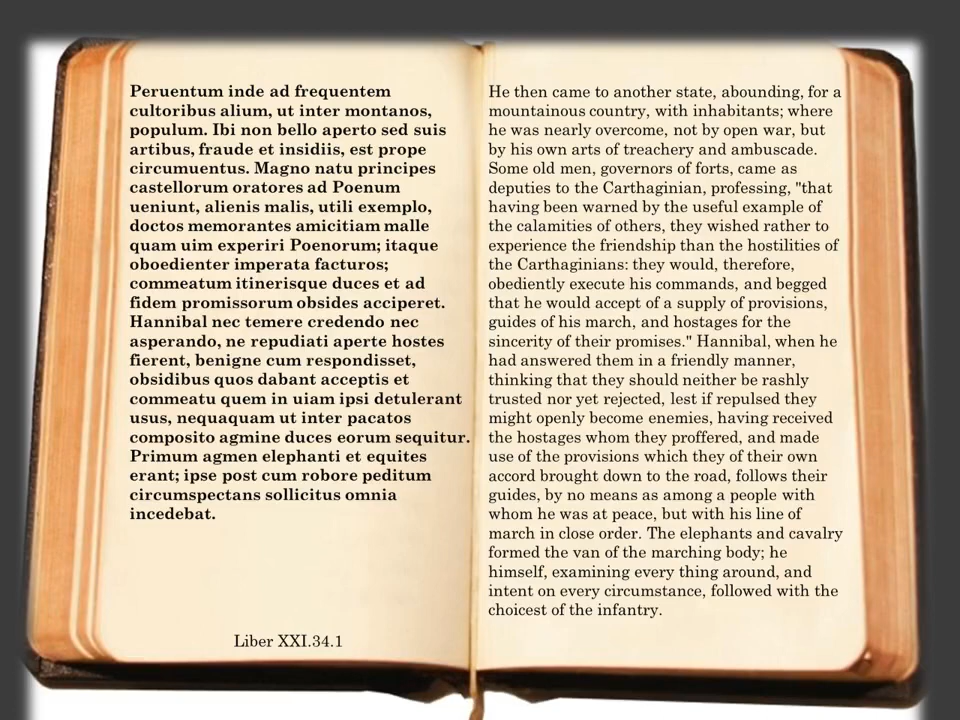 Peruentum inde ad frequentem
cultoribus alium, ut inter montanos,
populum. Ibi non bello aperto sed suis
artibus, fraude et insidiis, est prope
circumuentus. Magno natu principes
castellorum oratores ad Poenum
ueniunt, alienis malis, utili exemplo,
doctos memorantes amicitiam malle
quam uim experiri Poenorum; itaque
oboedienter imperata facturos;
commeatum itinerisque duces et ad
fidem promissorum obsides acciperet.
Hannibal nec temere credendo nec
asperando, ne repudiati aperte hostes
fierent, benigne cum respondisset,
obsidibus quos dabant acceptis et
commeatu quem in uiam ipsi detulerant
usus, nequaquam ut inter pacatos
composito agmine duces eorum sequitur.
Primum agmen elephanti et equites
erant; ipse post cum robore peditum
circumspectans sollicitus omnia
incedebat.
Liber XXI.34.1
He then came to another state, abounding, for a
mountainous country, with inhabitants; where
he was nearly overcome, not by open war, but
by his own arts of treachery and ambuscade.
Some old men, governors of forts, came as
deputies to the Carthaginian, professing, "that
having been warned by the useful example of
the calamities of others, they wished rather to
experience the friendship than the hostilities of
the Carthaginians: they would, therefore,
obediently execute his commands, and begged
that he would accept of a supply of provisions,
guides of his march, and hostages for the
sincerity of their promises." Hannibal, when he
had answered them in a friendly manner,
thinking that they should neither be rashly
trusted nor yet rejected, lest if repulsed they
might openly become enemies, having received
the hostages whom they proffered, and made
use of the provisions which they of their own
accord brought down to the road, follows their
guides, by no means as among a people with
whom he was at peace, but with his line of
march in close order. The elephants and cavalry
formed the van of the marching body; he
himself, examining every thing around, and
intent on every circumstance, followed with the
choicest of the infantry.